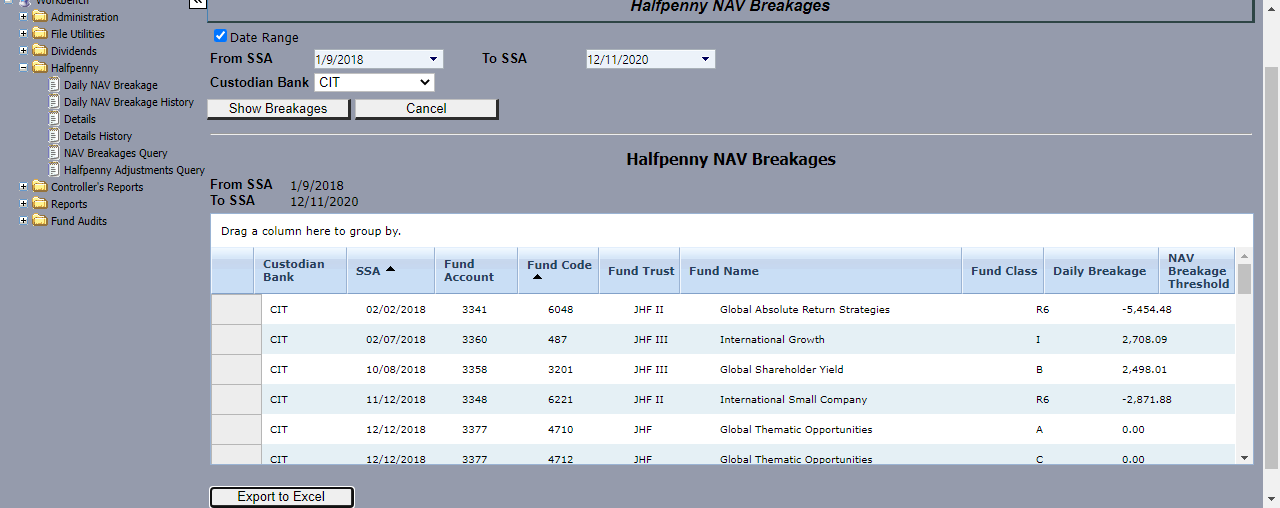 Workbench
Administration
File Utilities
Dividends
Halfpenny
Daily NAV Breakage
Daily NAV Breakage History
Details
Details History
NAV Breakages Query
Halfpenny Adjustments Query
Controller's Reports
Reports
Fund Audits
Halfpenny NAV Breakages
Date Range
From SSA 1/9/2018 To SSA 12/11/2020
Custodian Bank CIT
Show Breakages Cancel
Halfpenny NAV Breakages
From SSA 1/9/2018
To SSA 12/11/2020
Drag a column here to group by.
Custodian Bank SSA Fund Account Fund Code Fund Trust Fund Name Fund Class Daily Breakage NAV Breakage Threshold
CIT 02/02/2018 3341 6048 JHF II Global Absolute Return Strategies R6 -5,454.48
CIT 02/07/2018 3360 487 JHF III International Growth I 2,708.09
CIT 10/08/2018 3358 3201 JHF III Global Shareholder Yield B 2,498.01
CIT 11/12/2018 3348 6221 JHF II International Small Company R6 -2,871.88
CIT 12/12/2018 3377 4710 JHF Global Thematic Opportunities A 0.00
CIT 12/12/2018 3377 4712 JHF Global Thematic Opportunities C 0.00
Export to Excel